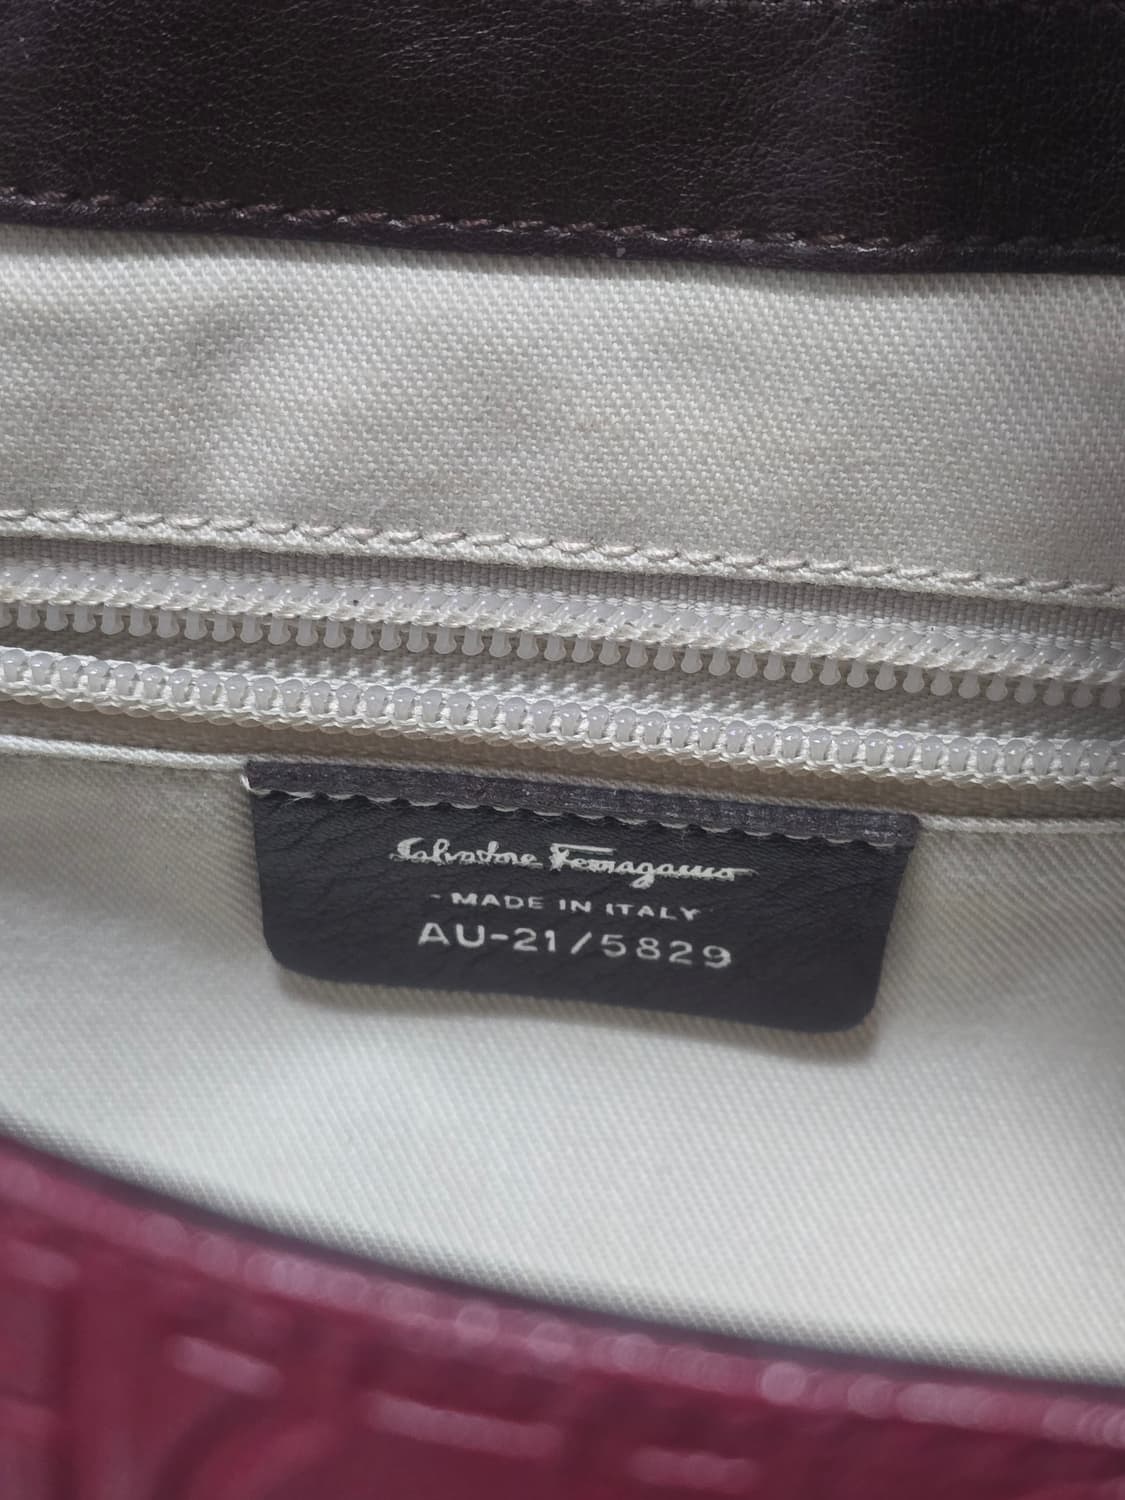 Salvatore Ferragamo
- MADE IN ITALY
AU-21/5829